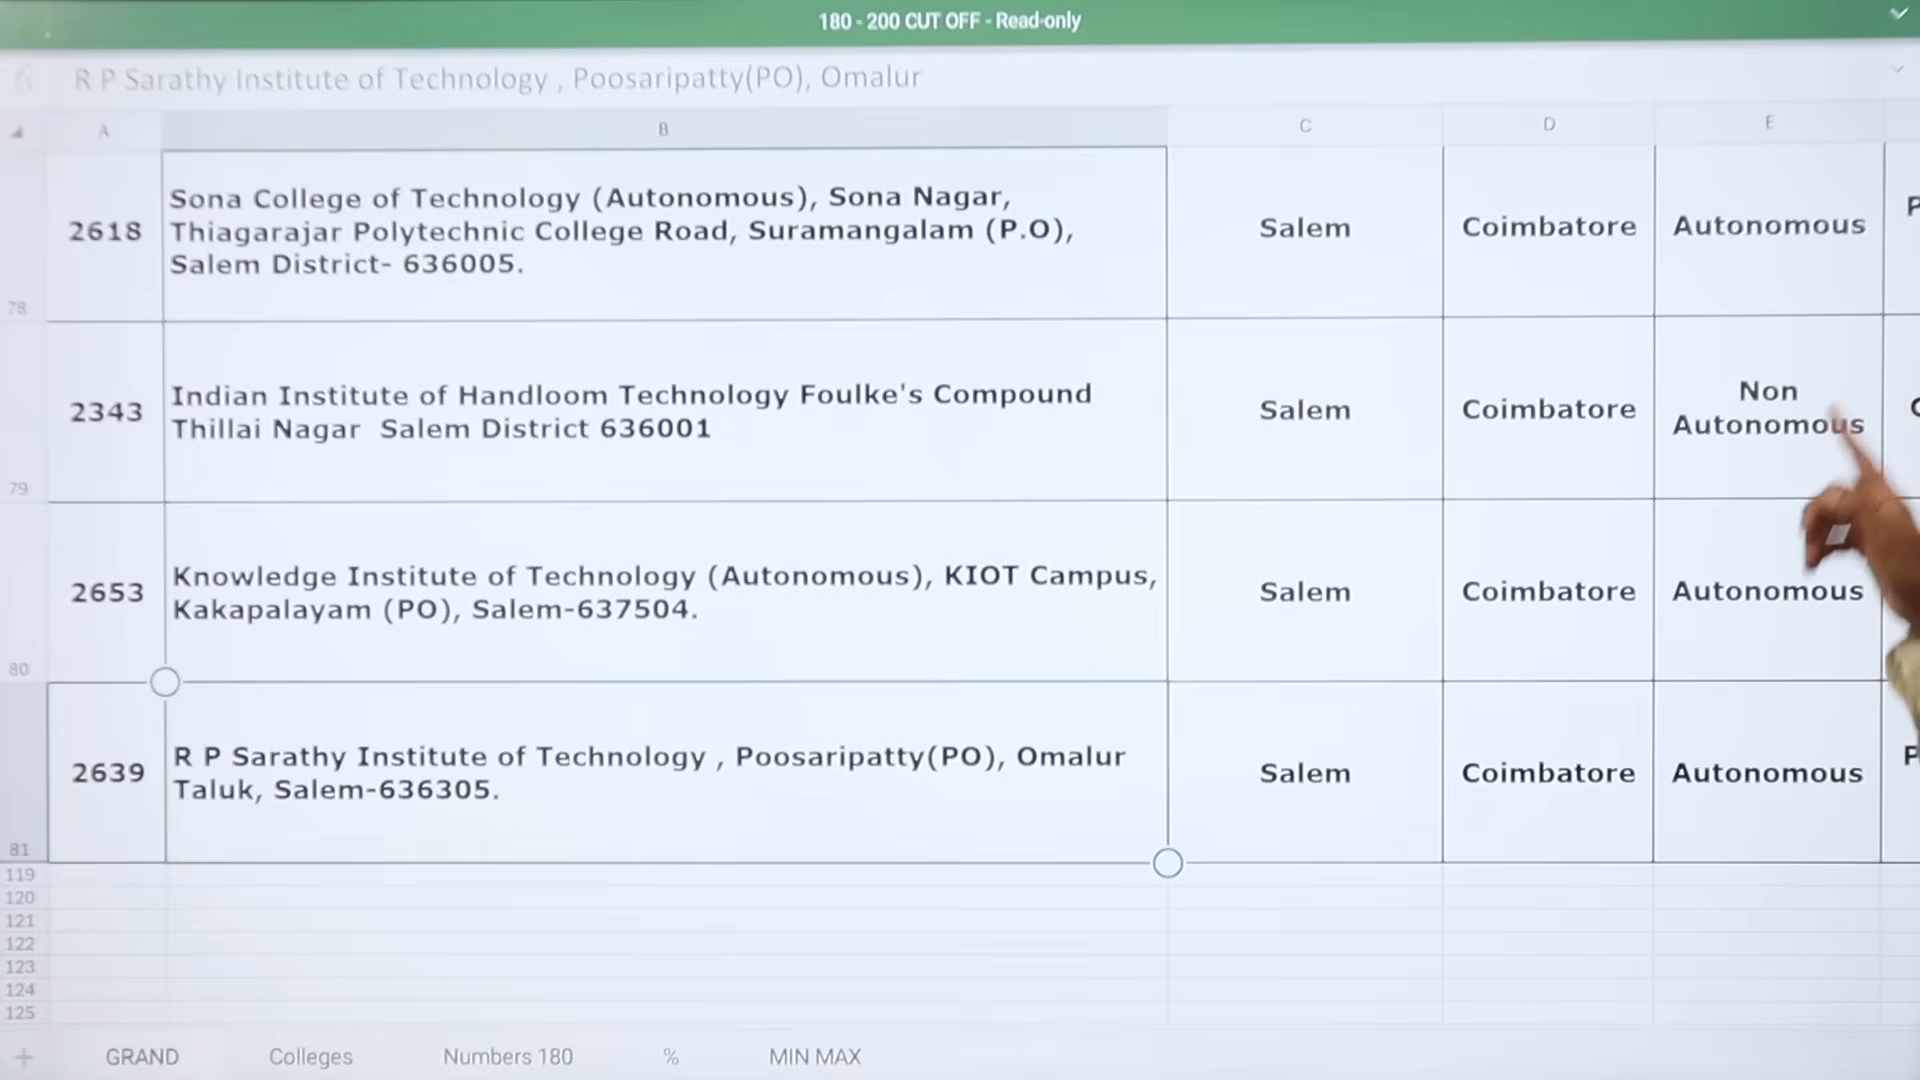 180 - 200 CUT OFF - Read-only
R P Sarathy Institute of Technology , Poosaripatty(PO), Omalur
A B C D E
2618 Sona College of Technology (Autonomous), Sona Nagar,
Thiagarajar Polytechnic College Road, Suramangalam (P.O),
Salem District- 636005.
Salem Coimbatore Autonomous
78
2343 Indian Institute of Handloom Technology Foulke's Compound
Thillai Nagar Salem District 636001
Salem Coimbatore Non
Autonomous
79
2653 Knowledge Institute of Technology (Autonomous), KIOT Campus,
Kakapalayam (PO), Salem-637504.
Salem Coimbatore Autonomous
80
2639 R P Sarathy Institute of Technology , Poosaripatty(PO), Omalur
Taluk, Salem-636305.
Salem Coimbatore Autonomous
81
119
120
121
122
123
124
125
+ GRAND Colleges Numbers 180 % MIN MAX